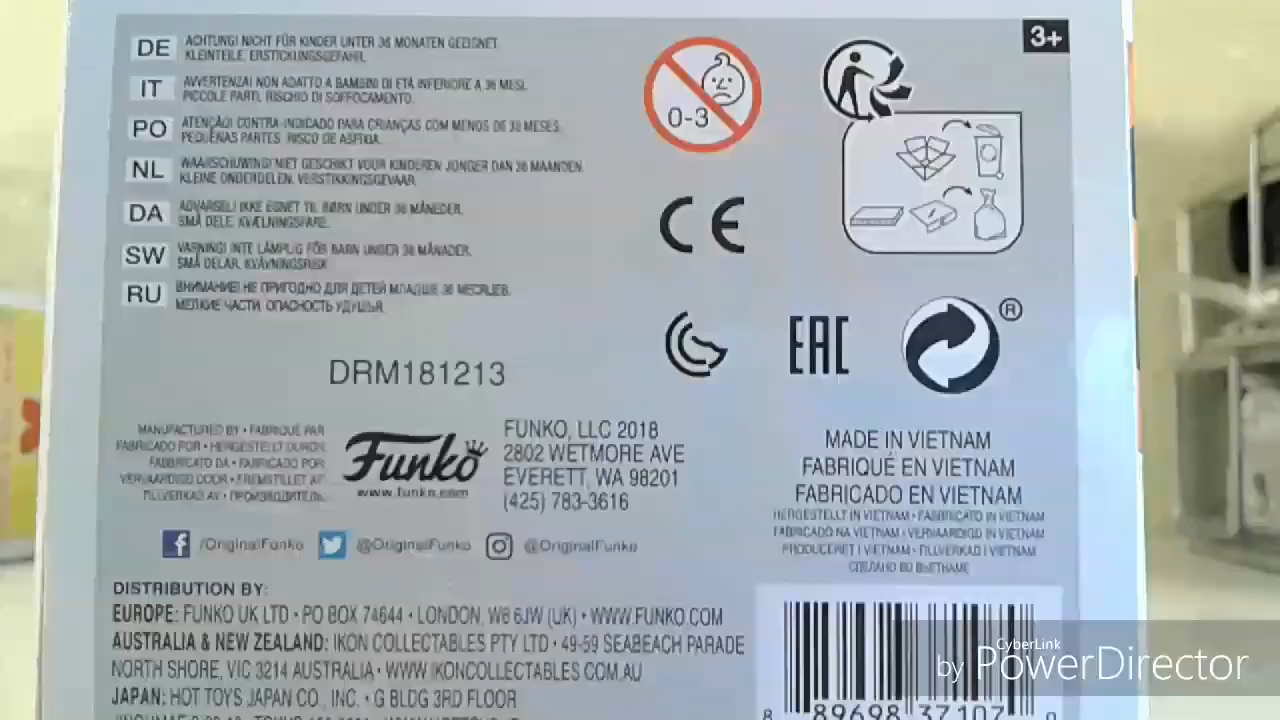 DE ACHTUNG! NICHT FÜR KINDER UNTER 36 MONATEN GEEIGNET.
KLEINTEILE. ERSTICKUNGSGEFAHR.
IT AVVERTENZA! NON ADATTO A BAMBINI DI ETÀ INFERIORE A 36 MESI.
PICCOLE PARTI. RISCHIO DI SOFFOCAMENTO.
PO ATENÇÃO! CONTRA-INDICADO PARA CRIANÇAS COM MENOS DE 36 MESES.
PEQUENAS PARTES. RISCO DE ASFIXIA.
NL WAARSCHUWING! NIET GESCHIKT VOOR KINDEREN JONGER DAN 36 MAANDEN.
KLEINE ONDERDELEN. VERSTIKKINGSGEVAAR.
DA ADVARSEL! IKKE EGNET TIL BØRN UNDER 36 MÅNEDER.
SMÅ DELE. KVÆLNINGSFARE.
SW VARNING! INTE LÄMPLIG FÖR BARN UNDER 36 MÅNADER.
SMÅ DELAR. KVÄVNINGSRISK.
RU ВНИМАНИЕ! НЕ ПРИГОДНО ДЛЯ ДЕТЕЙ МЛАДШЕ 36 МЕСЯЦЕВ.
МЕЛКИЕ ЧАСТИ. ОПАСНОСТЬ УДУШЬЯ.
0-3
3+
CE
EAC
®
DRM181213
MANUFACTURED BY • FABRIQUÉ PAR
FABRICADO POR • HERGESTELLT DURCH
FABBRICATO DA • FABRICADO POR
VERVAARDIGD DOOR • FREMSTILLET AF
TILLVERKAD AV • ПРОИЗВОДИТЕЛЬ
Funko
www.funko.com
FUNKO, LLC 2018
2802 WETMORE AVE
EVERETT, WA 98201
(425) 783-3616
MADE IN VIETNAM
FABRIQUÉ EN VIETNAM
FABRICADO EN VIETNAM
HERGESTELLT IN VIETNAM • FABBRICATO IN VIETNAM
FABRICADO NA VIETNAM • VERVAARDIGD IN VIETNAM
PRODUCERET I VIETNAM • TILLVERKAD I VIETNAM
СДЕЛАНО ВО ВЬЕТНАМЕ
/OriginalFunko @OriginalFunko @OriginalFunko
DISTRIBUTION BY:
EUROPE: FUNKO UK LTD • PO BOX 74644 • LONDON, W6 6JW (UK) • WWW.FUNKO.COM
AUSTRALIA & NEW ZEALAND: IKON COLLECTABLES PTY LTD • 49-59 SEABEACH PARADE
NORTH SHORE, VIC 3214 AUSTRALIA • WWW.IKONCOLLECTABLES.COM.AU
JAPAN: HOT TOYS JAPAN CO., INC. • G BLDG 3RD FLOOR
8 89698 37107 0
by CyberLink PowerDirector